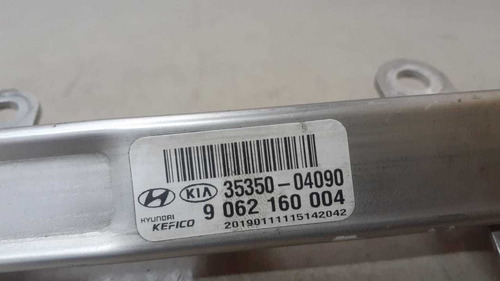 KIA 35350-04090
9 062 160 004
HYUNDAI
KEFICO 20190111115142042